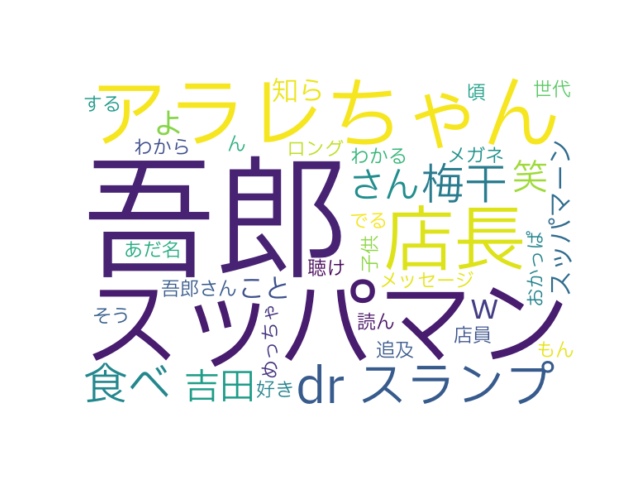 アラレちゃん
する
よ
知ら
頃
世代
わから
ん
ロング
わかる
メガネ
吾郎
さん
梅干
笑
スッパマーン
あだ名
でる
店長
子供
聴け
おかっぱ
吾郎さん
こと
メッセージ
w
スッパマン
そう
めっちゃ
読ん
店員
追及
もん
食べ
吉田
好き
dr
スランプ